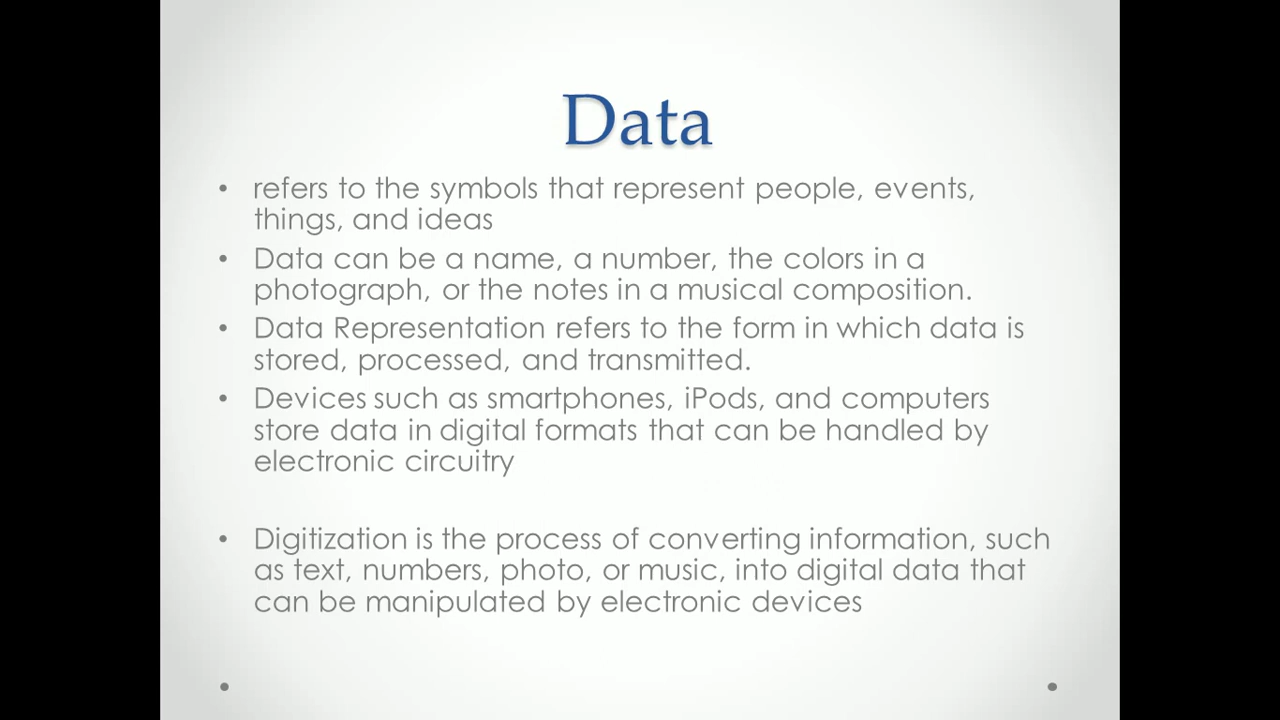 Data
• refers to the symbols that represent people, events,
things, and ideas
• Data can be a name, a number, the colors in a
photograph, or the notes in a musical composition.
• Data Representation refers to the form in which data is
stored, processed, and transmitted.
• Devices such as smartphones, iPods, and computers
store data in digital formats that can be handled by
electronic circuitry
• Digitization is the process of converting information, such
as text, numbers, photo, or music, into digital data that
can be manipulated by electronic devices